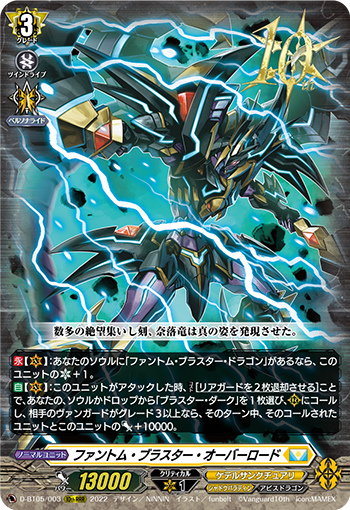 3
グレード
ツインドライブ
ペルソナライド
10th
数多の絶望集いし刻、奈落竜は真の姿を発現させた。
永【V】:あなたのソウルに「ファントム・ブラスター・ドラゴン」があるなら、このユニットの+1。
自【V】:このユニットがアタックした時、[リアガードを2枚退却させる]ことで、あなたのソウルかドロップから「ブラスター・ダーク」を1枚選び、Rにコールし、相手のヴァンガードがグレード3以上なら、そのターン中、そのコールされたユニットとこのユニットの+10000。
ノーマルユニット
ファントム・ブラスター・オーバーロード
パワー 13000
クリティカル
1
ケテルサンクチュアリ
シャドウパラディン
アビスドラゴン
D-BT05/003 RRR 2022 デザイン/NINNIN イラスト/funbolt ©Vanguard10th icon:MAMEX